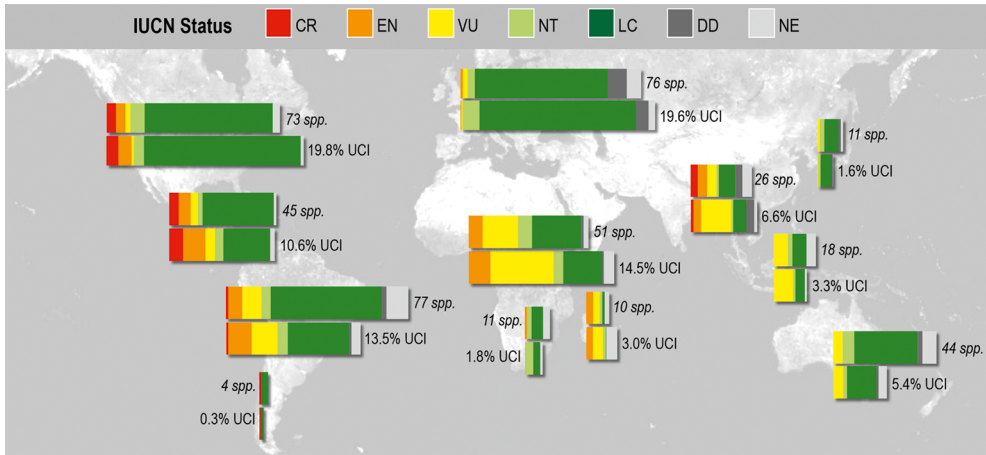 IUCN Status CR EN VU NT LC DD NE
73 spp.
19.8% UCI
76 spp.
19.6% UCI
11 spp.
1.6% UCI
26 spp.
6.6% UCI
45 spp.
10.6% UCI
51 spp.
14.5% UCI
18 spp.
3.3% UCI
77 spp.
13.5% UCI
11 spp.
1.8% UCI
10 spp.
3.0% UCI
44 spp.
5.4% UCI
4 spp.
0.3% UCI